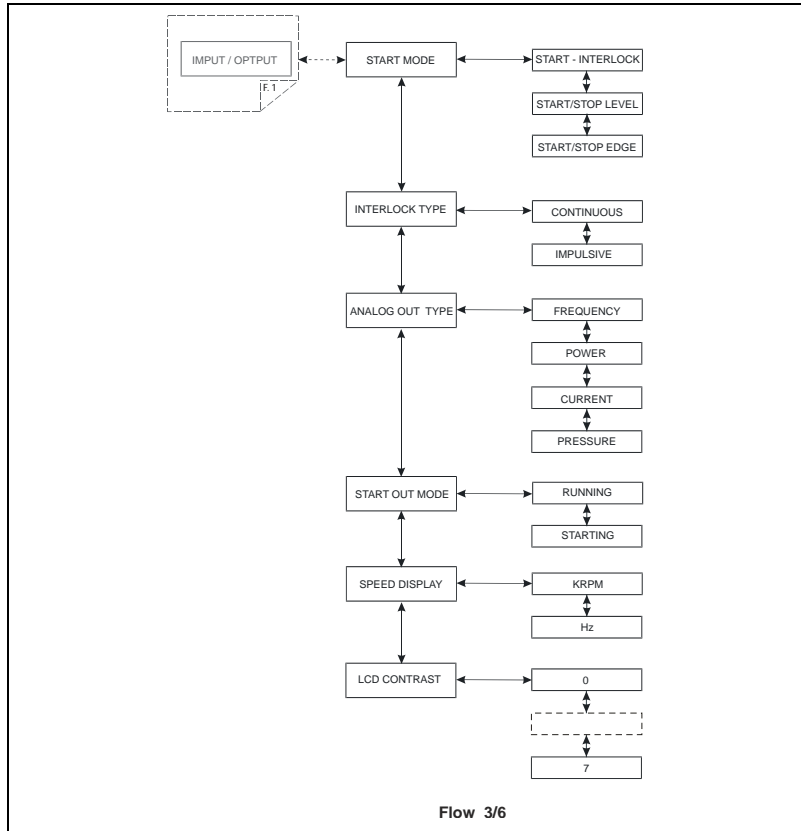 IMPUT / OPTPUT
F. 1
START MODE
START - INTERLOCK
START/STOP LEVEL
START/STOP EDGE
INTERLOCK TYPE
CONTINUOUS
IMPULSIVE
ANALOG OUT TYPE
FREQUENCY
POWER
CURRENT
PRESSURE
START OUT MODE
RUNNING
STARTING
SPEED DISPLAY
KRPM
Hz
LCD CONTRAST
0
7
Flow 3/6